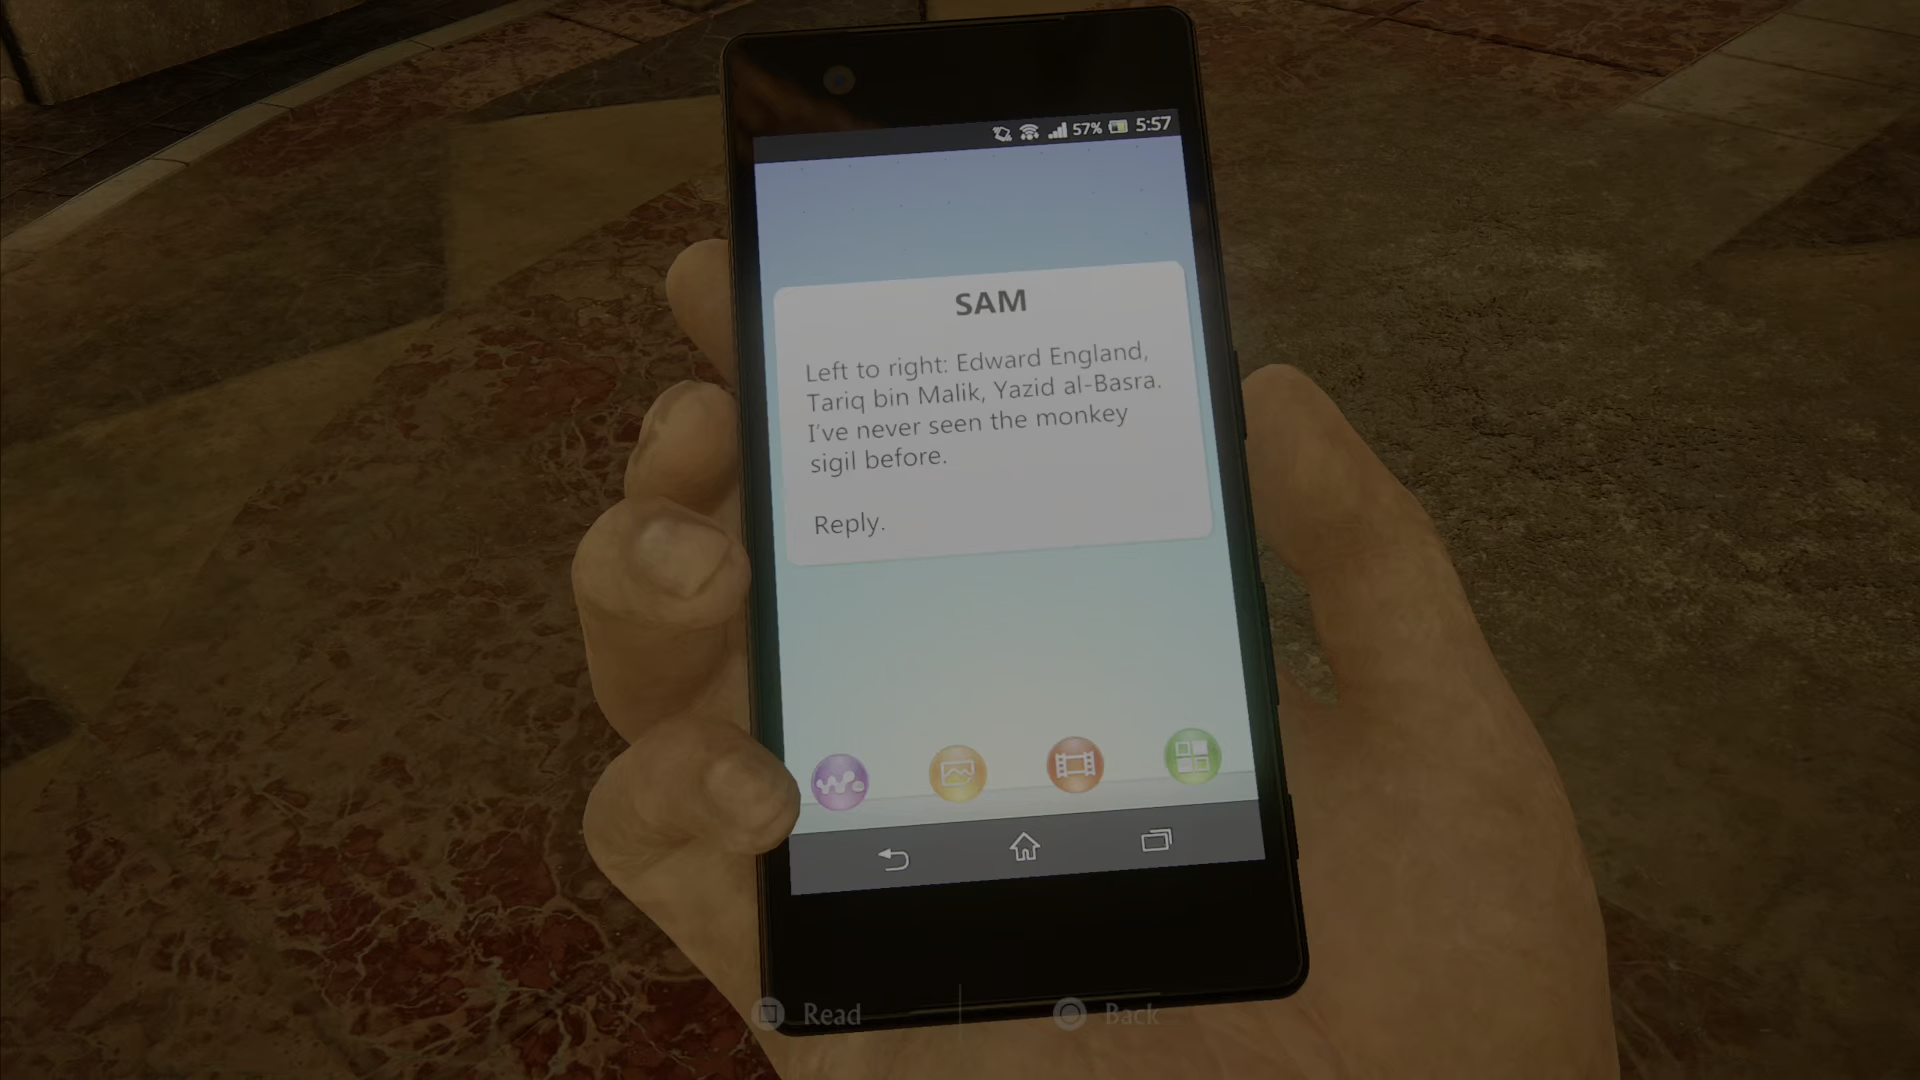 57% 5:57
SAM
Left to right: Edward England,
Tariq bin Malik, Yazid al-Basra.
I've never seen the monkey
sigil before.
Reply.
Read Back